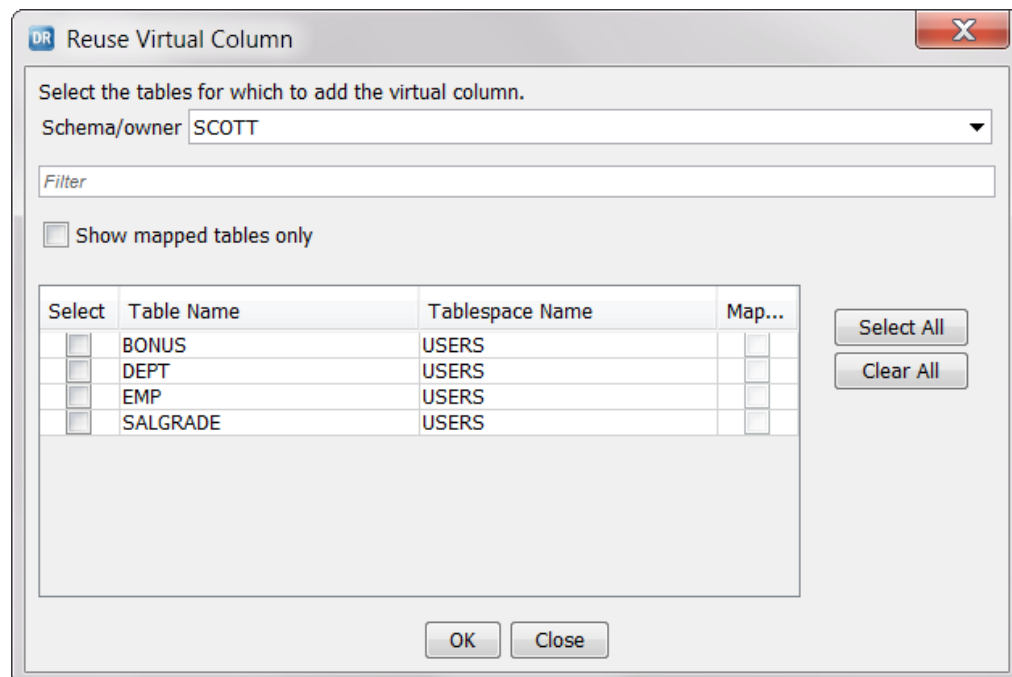 DR Reuse Virtual Column
Select the tables for which to add the virtual column.
Schema/owner SCOTT
Filter
Show mapped tables only
Select Table Name Tablespace Name Map...
BONUS USERS
DEPT USERS
EMP USERS
SALGRADE USERS
Select All
Clear All
OK Close